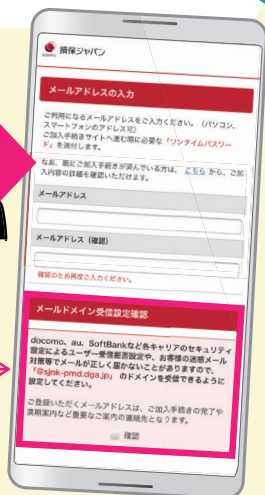 SOMPO 損保ジャパン
メールアドレスの入力
ご利用になるメールアドレスをご入力ください。（パソコン、
スマートフォンのアドレス可）
ご加入手続きサイトへ進む際に必要な「ワンタイムパスワー
ド」を送付します。
なお、既にご加入手続きが済んでいる方は、こちら から、ご加
入内容の詳細を確認いただけます。
メールアドレス
メールアドレス（確認）
確認のため再度ご入力ください。
メールドメイン受信設定確認
docomo、au、SoftBankなど各キャリアのセキュリティ
設定によるユーザー受信拒否設定や、お客様の迷惑メール
対策等でメールが正しく届かないことがありますので、
「@sjnk-pmd.dga.jp」のドメインを受信できるように
設定してください。
ご登録いただくメールアドレスは、ご加入手続きの完了や
満期案内など重要なご案内の連絡先となります。
確認